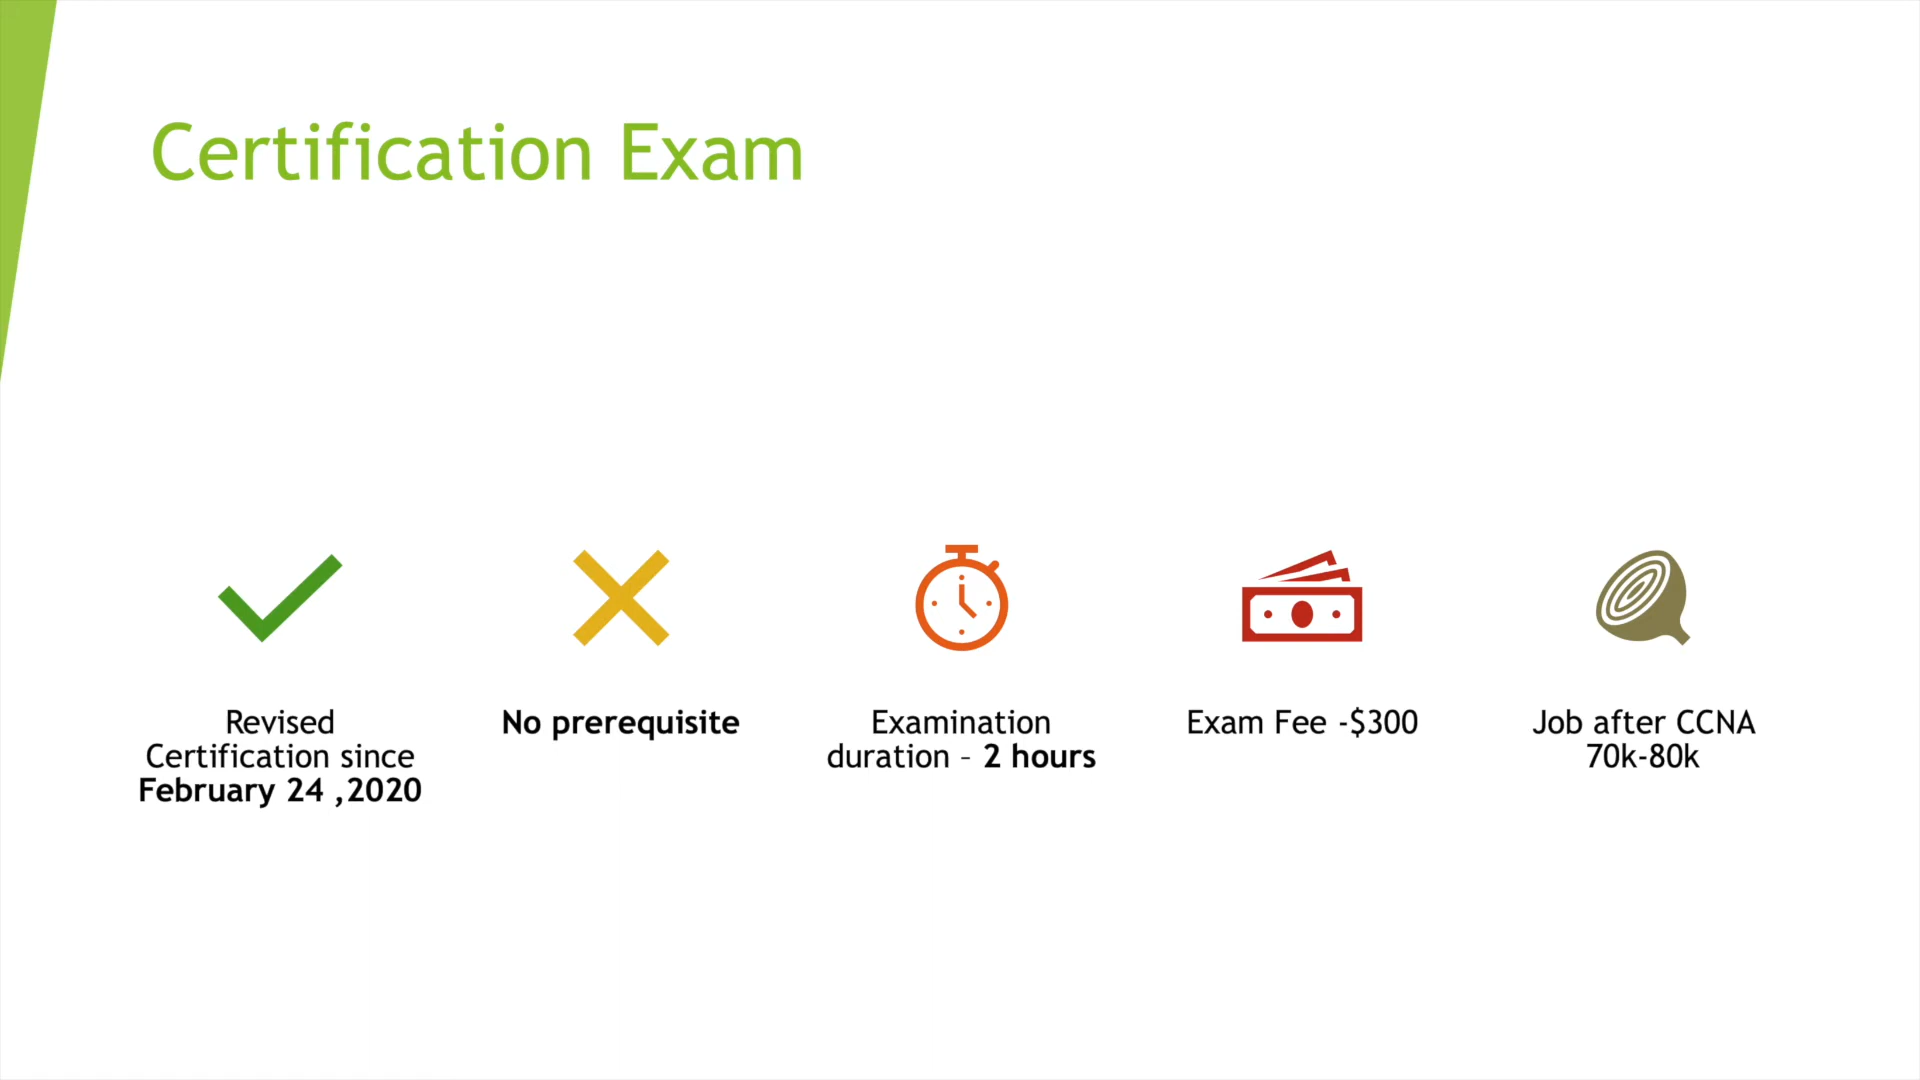 Certification Exam
Revised
Certification since
February 24 ,2020
No prerequisite
Examination
duration – 2 hours
Exam Fee -$300
Job after CCNA
70k-80k